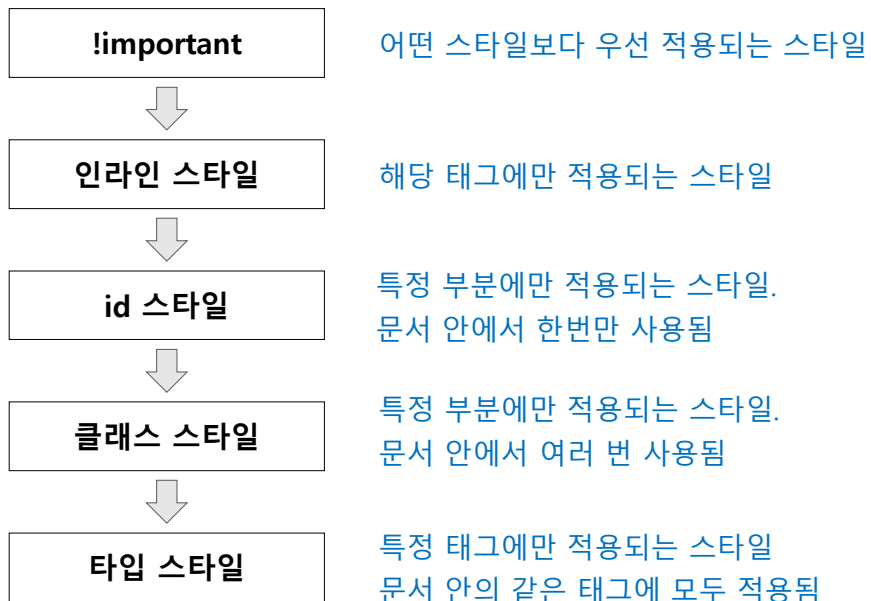 !important
어떤 스타일보다 우선 적용되는 스타일
인라인 스타일
해당 태그에만 적용되는 스타일
id 스타일
특정 부분에만 적용되는 스타일.
문서 안에서 한번만 사용됨
클래스 스타일
특정 부분에만 적용되는 스타일.
문서 안에서 여러 번 사용됨
타입 스타일
특정 태그에만 적용되는 스타일
문서 안의 같은 태그에 모두 적용됨